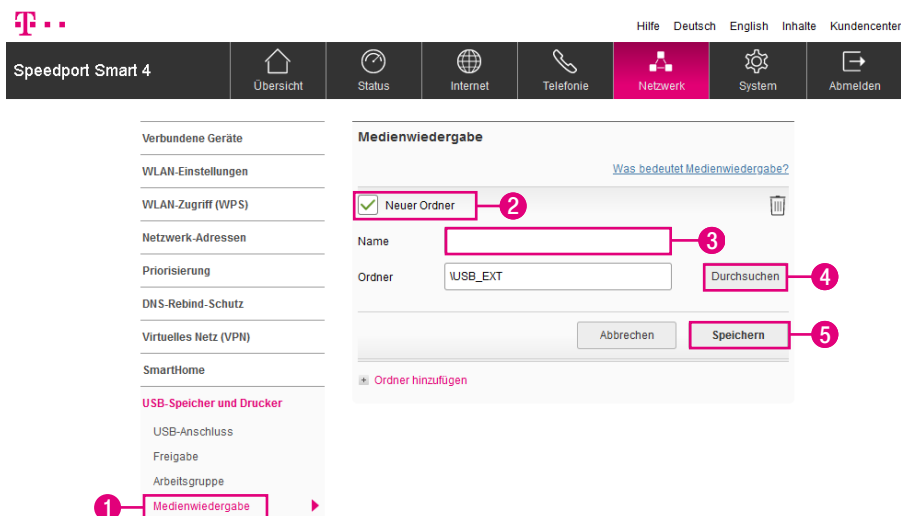 T
Hilfe Deutsch English Inhalte Kundencenter
Speedport Smart 4
Übersicht Status Internet Telefonie Netzwerk System Abmelden
Verbundene Geräte
WLAN-Einstellungen
WLAN-Zugriff (WPS)
Netzwerk-Adressen
Priorisierung
DNS-Rebind-Schutz
Virtuelles Netz (VPN)
SmartHome
USB-Speicher und Drucker
USB-Anschluss
Freigabe
Arbeitsgruppe
1 Medienwiedergabe
Medienwiedergabe
Was bedeutet Medienwiedergabe?
Neuer Ordner 2
Name 3
Ordner \USB_EXT Durchsuchen 4
Abbrechen Speichern 5
Ordner hinzufügen